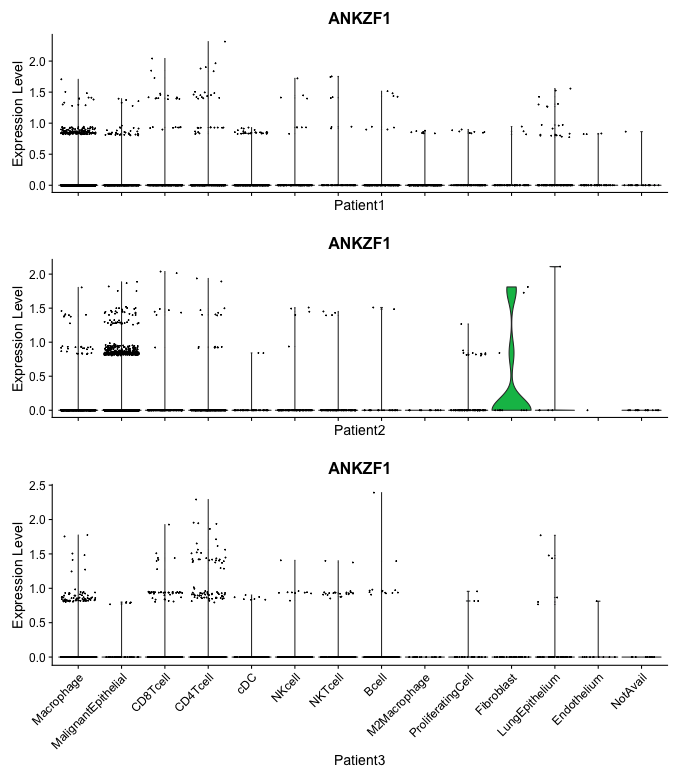 ANKZF1
Expression Level
2.0
1.5
1.0
0.5
0.0
Patient1
ANKZF1
Expression Level
2.0
1.5
1.0
0.5
0.0
Patient2
ANKZF1
Expression Level
2.5
2.0
1.5
1.0
0.5
0.0
Macrophage
MalignantEpithelial
CD8Tcell
CD4Tcell
cDC
NKcell
NKTcell
Bcell
M2Macrophage
ProliferatingCell
Fibroblast
LungEpithelium
Endothelium
NotAvail
Patient3